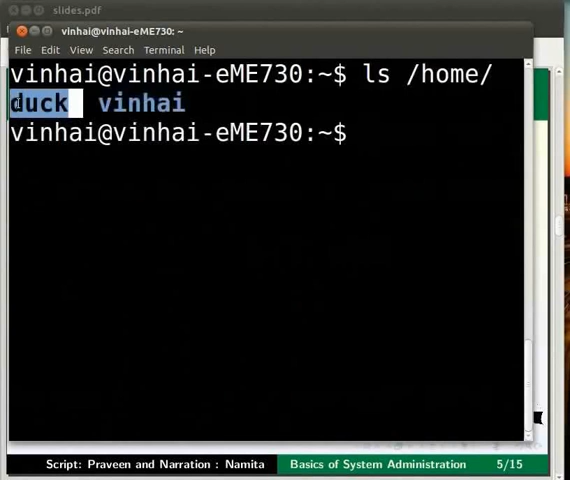 slides.pdf
vinhai@vinhai-eME730: ~
File Edit View Search Terminal Help
vinhai@vinhai-eME730:~$ ls /home/
duck vinhai
vinhai@vinhai-eME730:~$
Script: Praveen and Narration : Namita Basics of System Administration 5/15